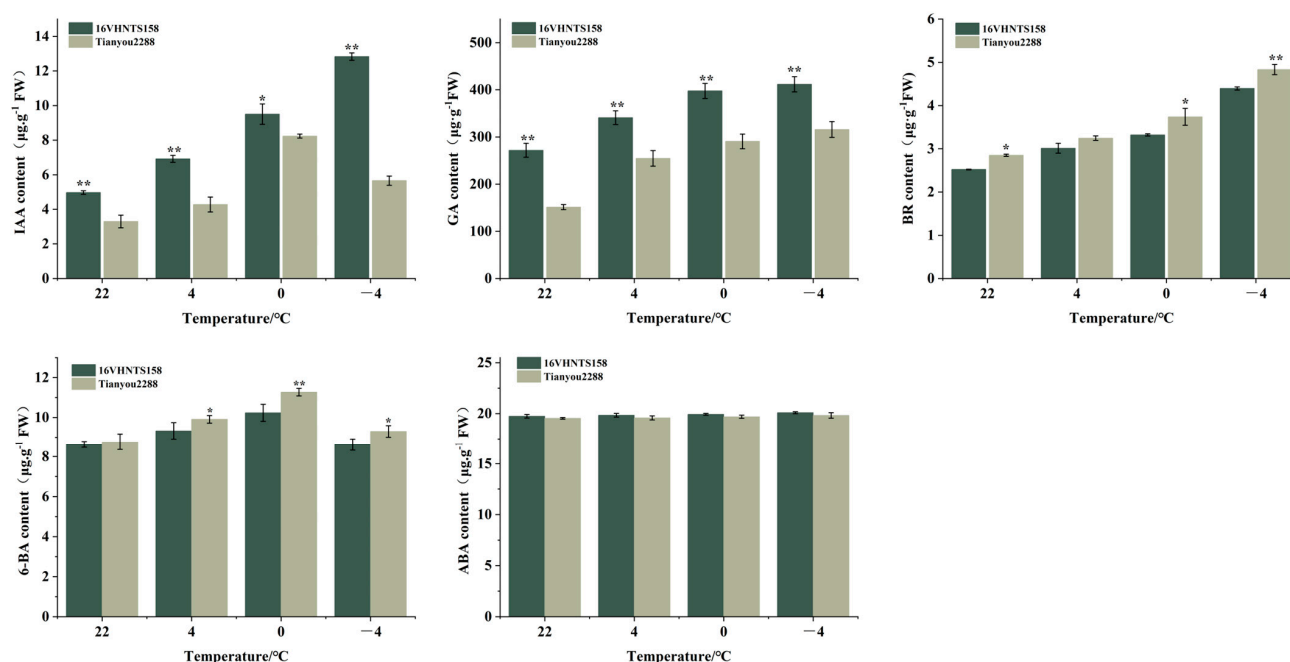 16VHNTS158
Tianyou2288
14
12
10
8
6
4
2
0
IAA content（μg.g-1 FW）
** ** * **
22 4 0 －4
Temperature/°C
16VHNTS158
Tianyou2288
500
400
300
200
100
0
GA content (μg·g-1FW)
** ** ** **
22 4 0 －4
Temperature/°C
16VHNTS158
Tianyou2288
6
5
4
3
2
1
0
BR content (μg·g-1FW)
* * **
22 4 0 －4
Temperature/°C
16VHNTS158
Tianyou2288
12
10
8
6
4
2
0
6-BA content（μg.g-1 FW）
* ** *
22 4 0 －4
Temperature/°C
16VHNTS158
Tianyou2288
25
20
15
10
5
0
ABA content（μg.g-1 FW）
22 4 0 －4
Temperature/°C